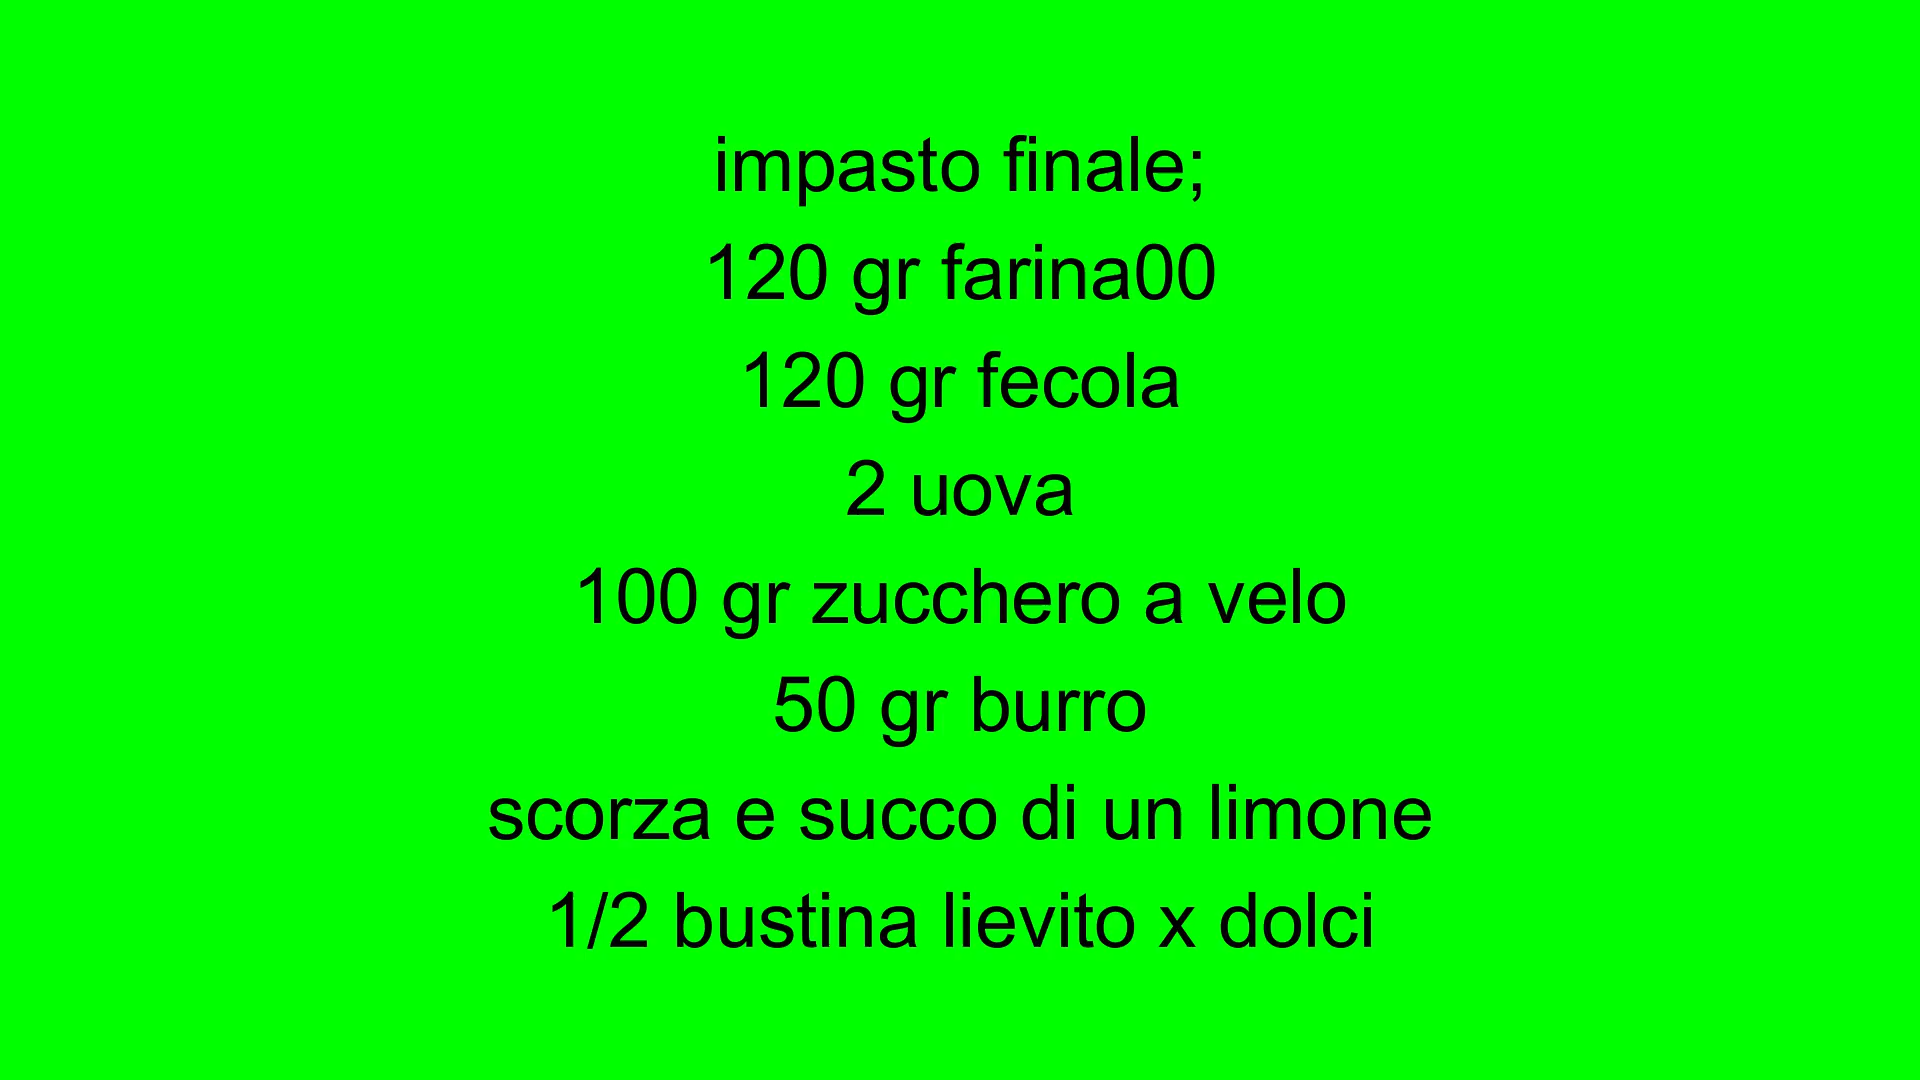 impasto finale;
120 gr farina00
120 gr fecola
2 uova
100 gr zucchero a velo
50 gr burro
scorza e succo di un limone
1/2 bustina lievito x dolci